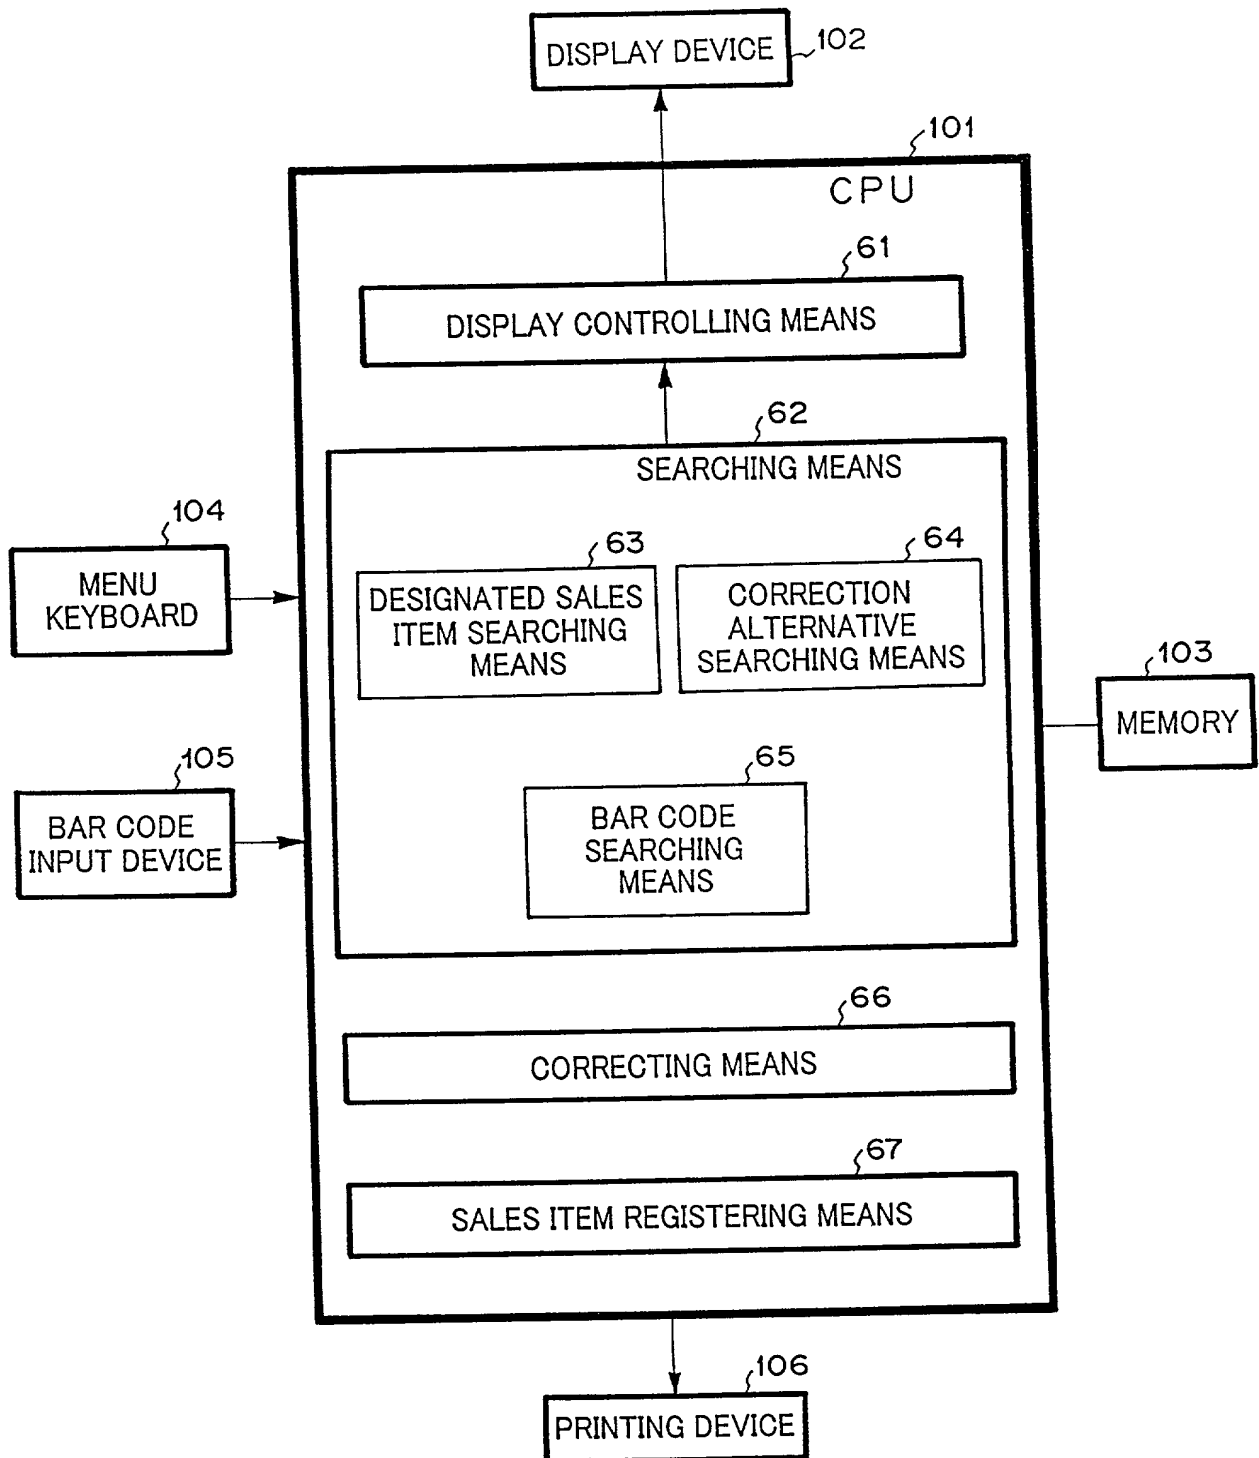 DISPLAY DEVICE
102
101
CPU
61
DISPLAY CONTROLLING MEANS
62
SEARCHING MEANS
104
MENU
KEYBOARD
63
DESIGNATED SALES
ITEM SEARCHING
MEANS
64
CORRECTION
ALTERNATIVE
SEARCHING MEANS
103
MEMORY
105
BAR CODE
INPUT DEVICE
65
BAR CODE
SEARCHING
MEANS
66
CORRECTING MEANS
67
SALES ITEM REGISTERING MEANS
106
PRINTING DEVICE